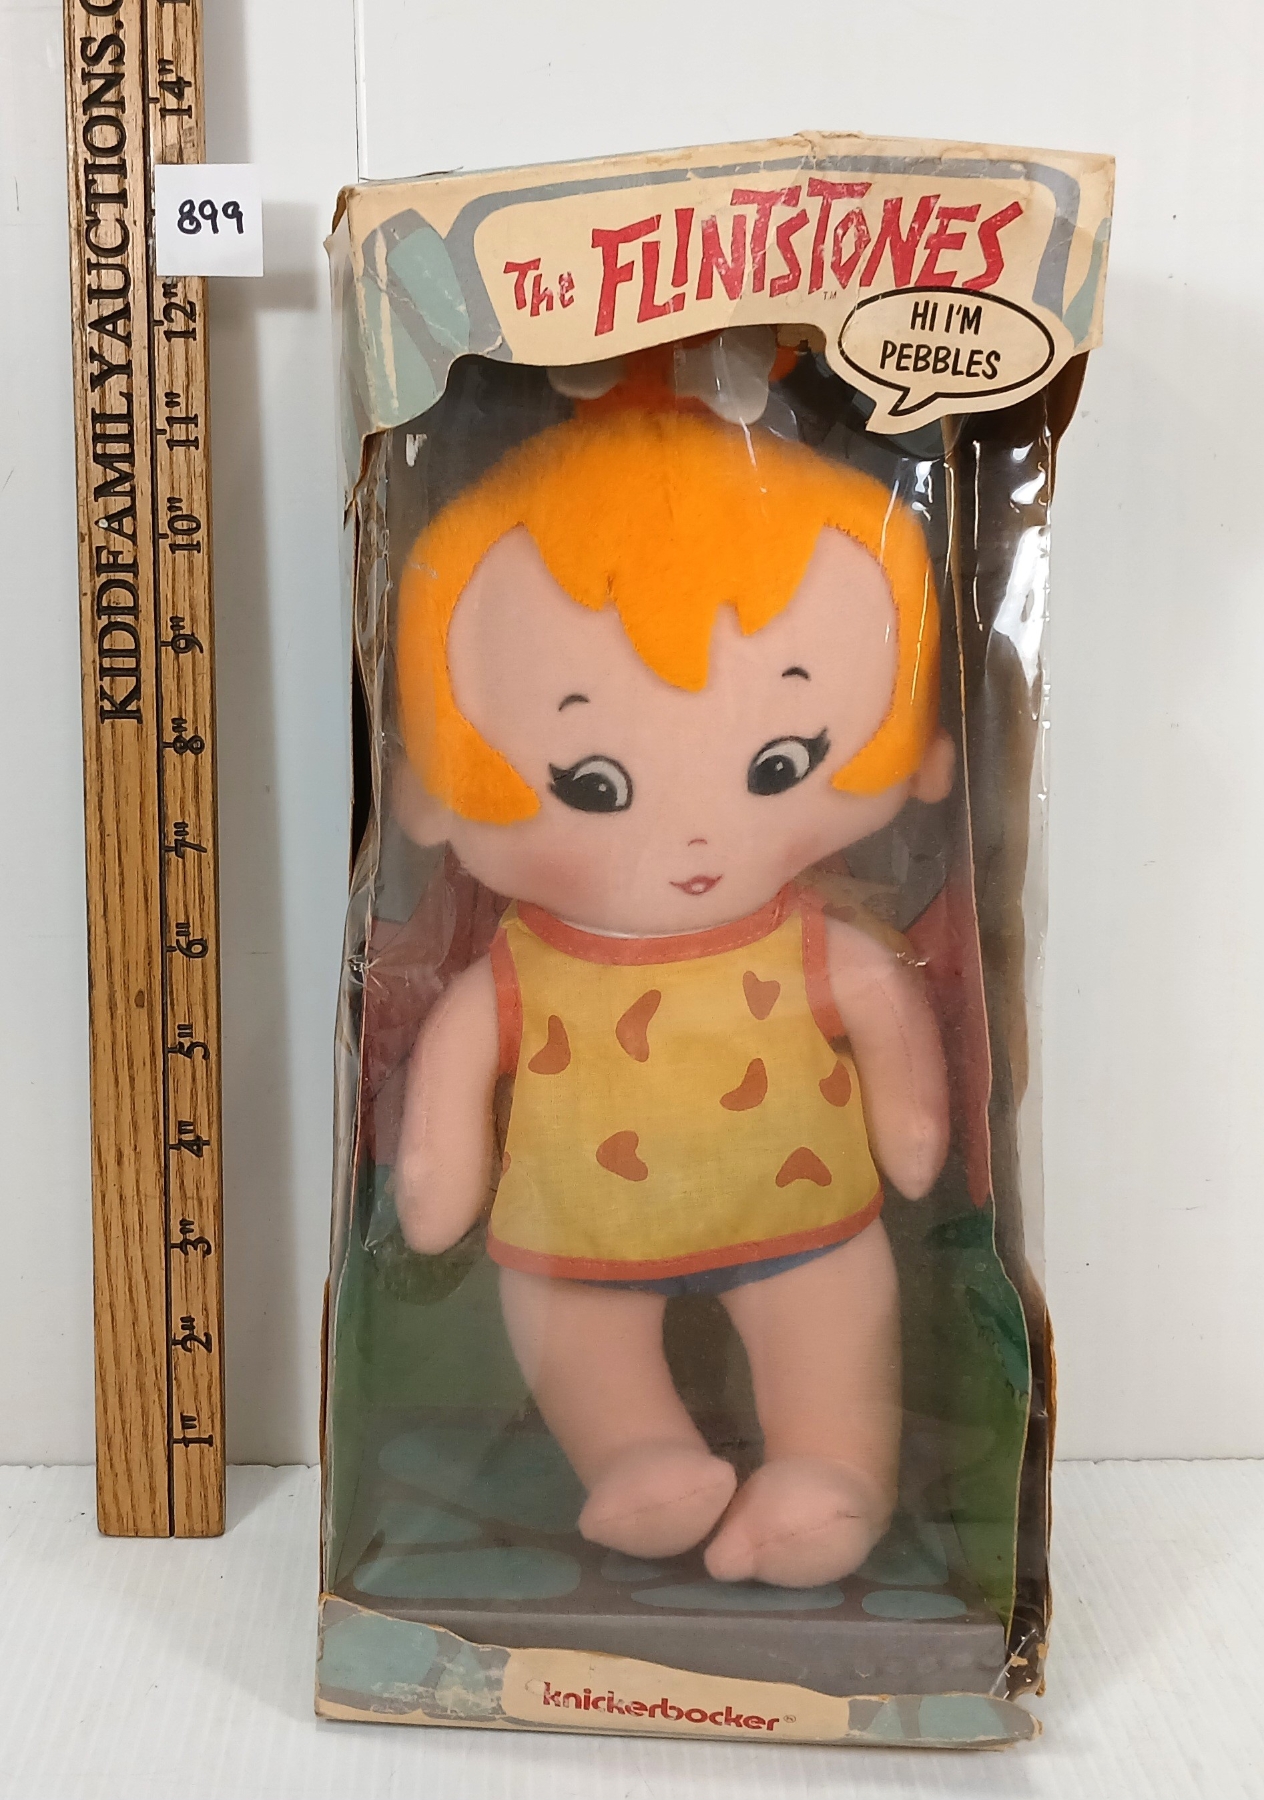 KIDDFAMILYAUCTIONS.C
14"
12"
11"
10"
9"
8"
7"
6"
5"
4"
3"
2"
1"
899
The FLINTSTONES™
HI I'M
PEBBLES
knickerbocker®